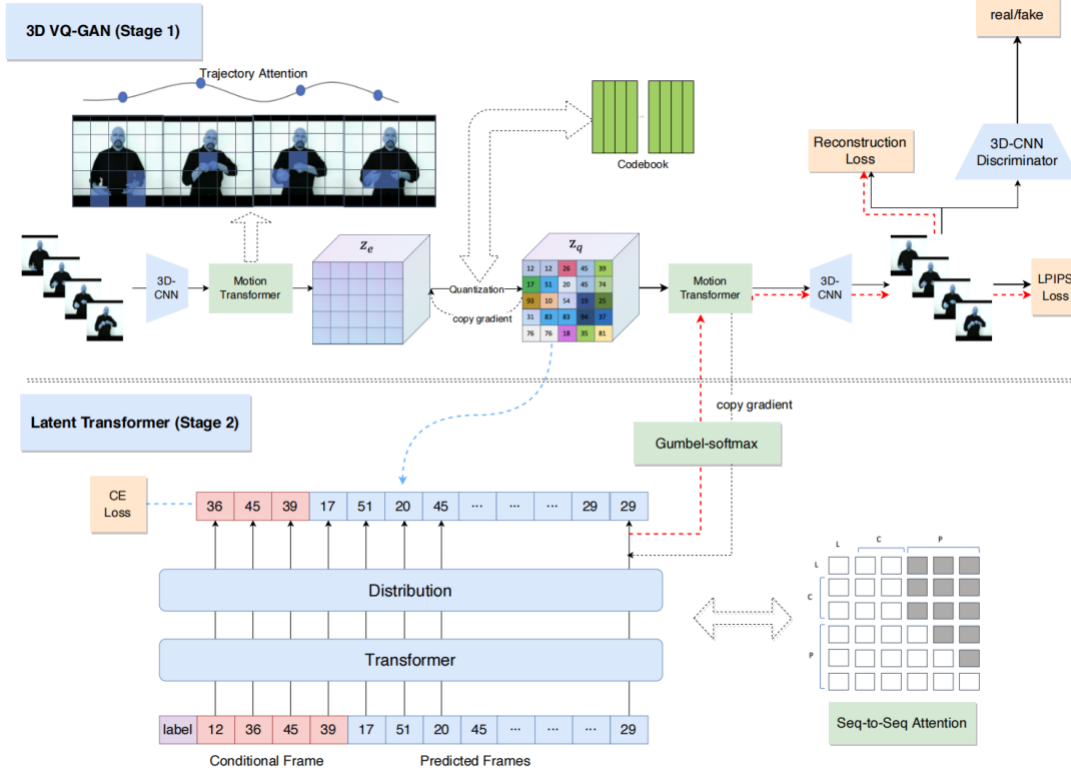 3D VQ-GAN (Stage 1)
real/fake
Trajectory Attention
Codebook
Reconstruction
Loss
3D-CNN
Discriminator
3D-
CNN
Motion
Transformer
z_e
Quantization
copy gradient
z_q
12 12 26 45 39
17 51 20 45 74
93 10 54 19 25
31 83 83 94 37
76 76 18 35 81
Motion
Transformer
3D-
CNN
LPIPS
Loss
Latent Transformer (Stage 2)
copy gradient
Gumbel-softmax
CE
Loss
36 45 39 17 51 20 45 ... ... ... 29 29
Distribution
Transformer
label 12 36 45 39 17 51 20 45 ... ... ... 29
Conditional Frame
Predicted Frames
L C P
L
C
P
Seq-to-Seq Attention